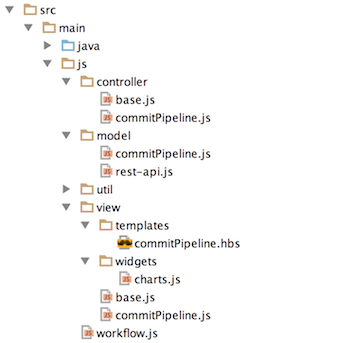 src
main
java
js
controller
base.js
commitPipeline.js
model
commitPipeline.js
rest-api.js
util
view
templates
commitPipeline.hbs
widgets
charts.js
base.js
commitPipeline.js
workflow.js